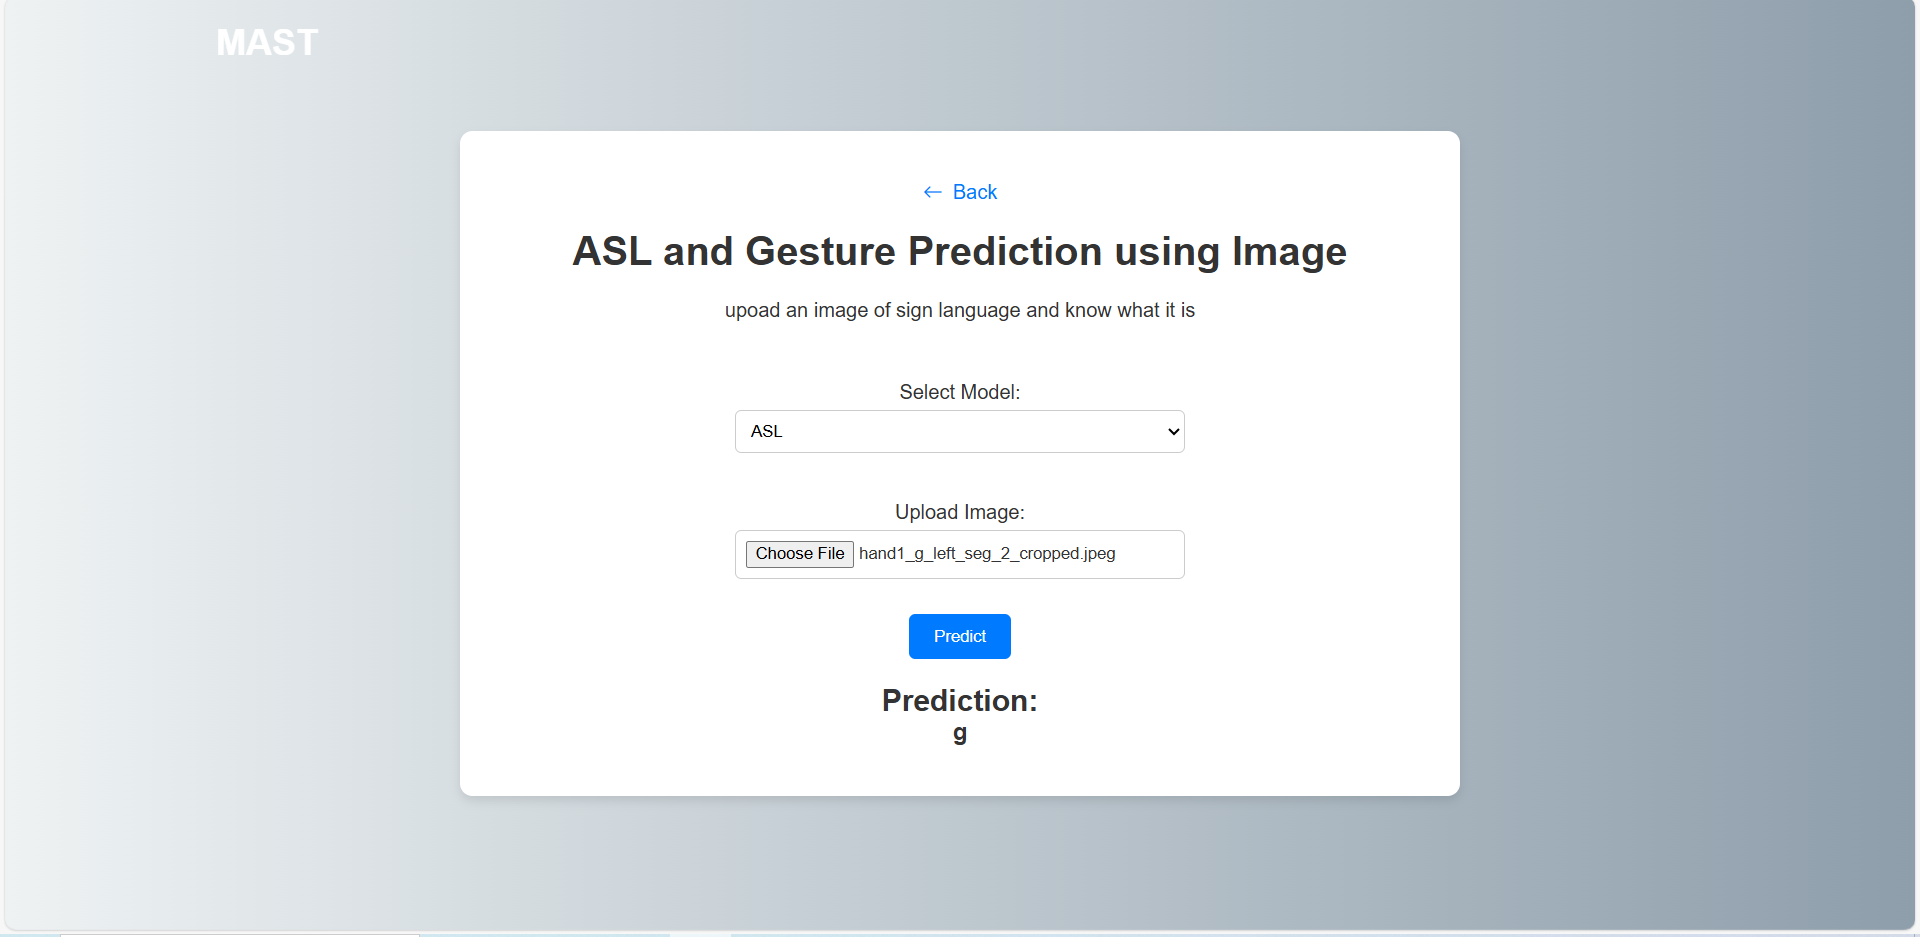 MAST
← Back
ASL and Gesture Prediction using Image
upoad an image of sign language and know what it is
Select Model:
ASL
Upload Image:
Choose File hand1_g_left_seg_2_cropped.jpeg
Predict
Prediction:
g